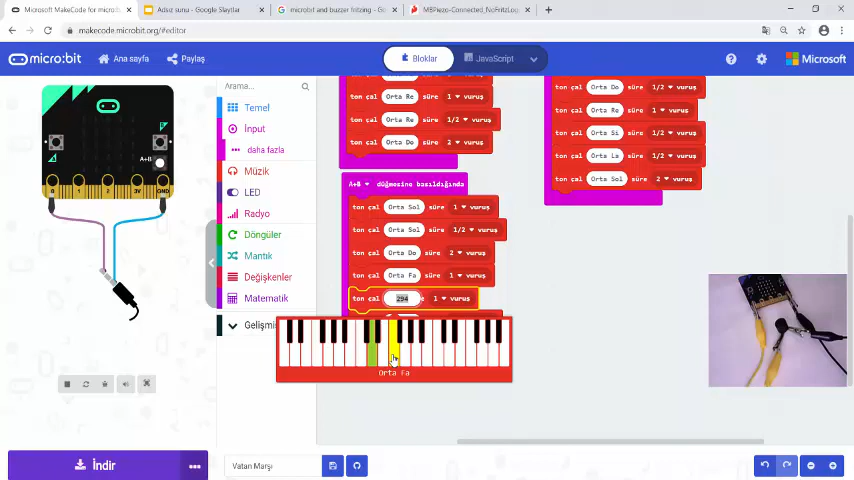 Microsoft MakeCode for micro:bit
Adsız sunu - Google Slaytlar
microbit and buzzer fritzing - G
MBPiezo-Connected_NoFritzLog
makecode.microbit.org/#editor
micro:bit
Ana sayfa
Paylaş
Bloklar
JavaScript
Microsoft
Arama...
Temel
Input
daha fazla
Müzik
LED
Radyo
Döngüler
Mantık
Değişkenler
Matematik
Gelişmiş
A+B
0 1 2 3V GND
ton çal Orta Re süre 1 vuruş
ton çal Orta Re süre 1/2 vuruş
ton çal Orta Do süre 2 vuruş
A+B düğmesine basıldığında
ton çal Orta Sol süre 1 vuruş
ton çal Orta Sol süre 1/2 vuruş
ton çal Orta Do süre 2 vuruş
ton çal Orta Fa süre 1 vuruş
ton çal 294 e 1 vuruş
Orta Fa
ton çal Orta Do süre 1/2 vuruş
ton çal Orta Re süre 1 vuruş
ton çal Orta Si süre 1/2 vuruş
ton çal Orta La süre 1/2 vuruş
ton çal Orta Sol süre 2 vuruş
İndir
Vatan Marşı